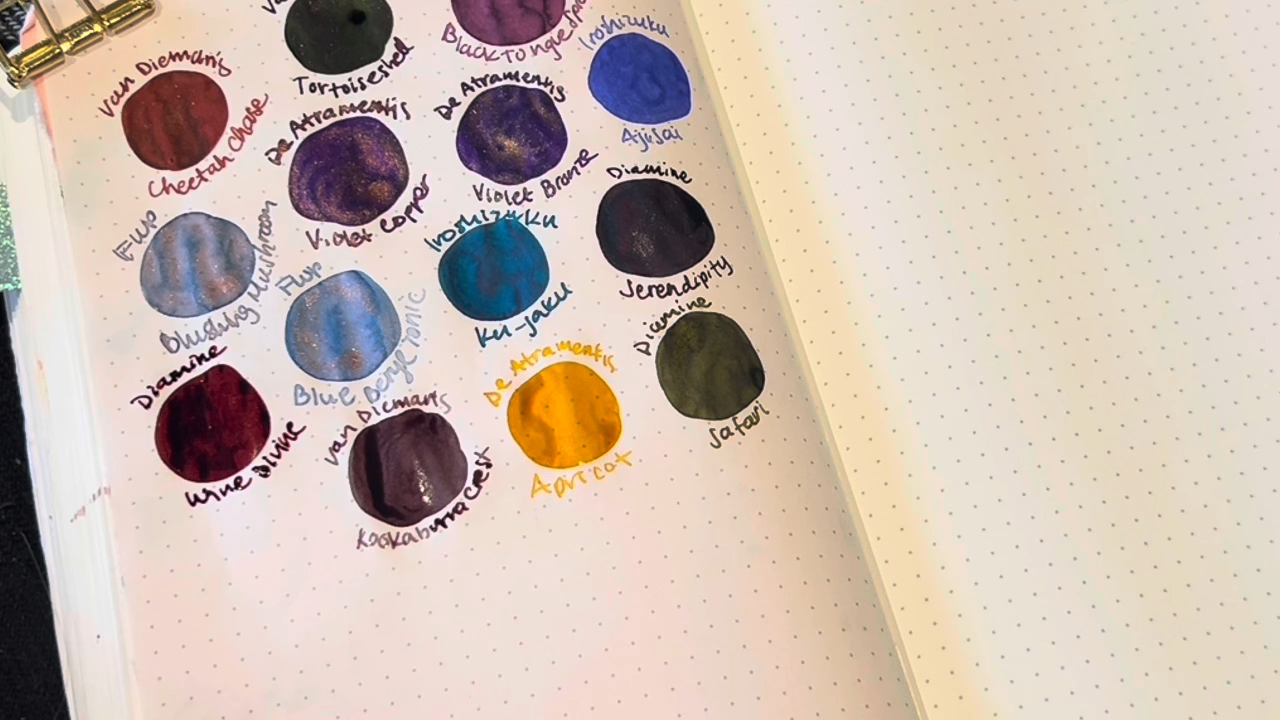 Tortoiseshell
Black Tongue
Van Dieman's
Cheetah Chase
De Atramentis
Violet Copper
De Atramentis
Violet Bronze
Iroshizuku
Ajisai
FWP
Blushing Mushroom
FWP
Blue
Tonic
Iroshizuku
Ku-jaku
Diamine
Serendipity
Diamine
Wine Divine
Van Dieman's
Kookaburra Crest
De Atramentis
Apricot
Diamine
Safari